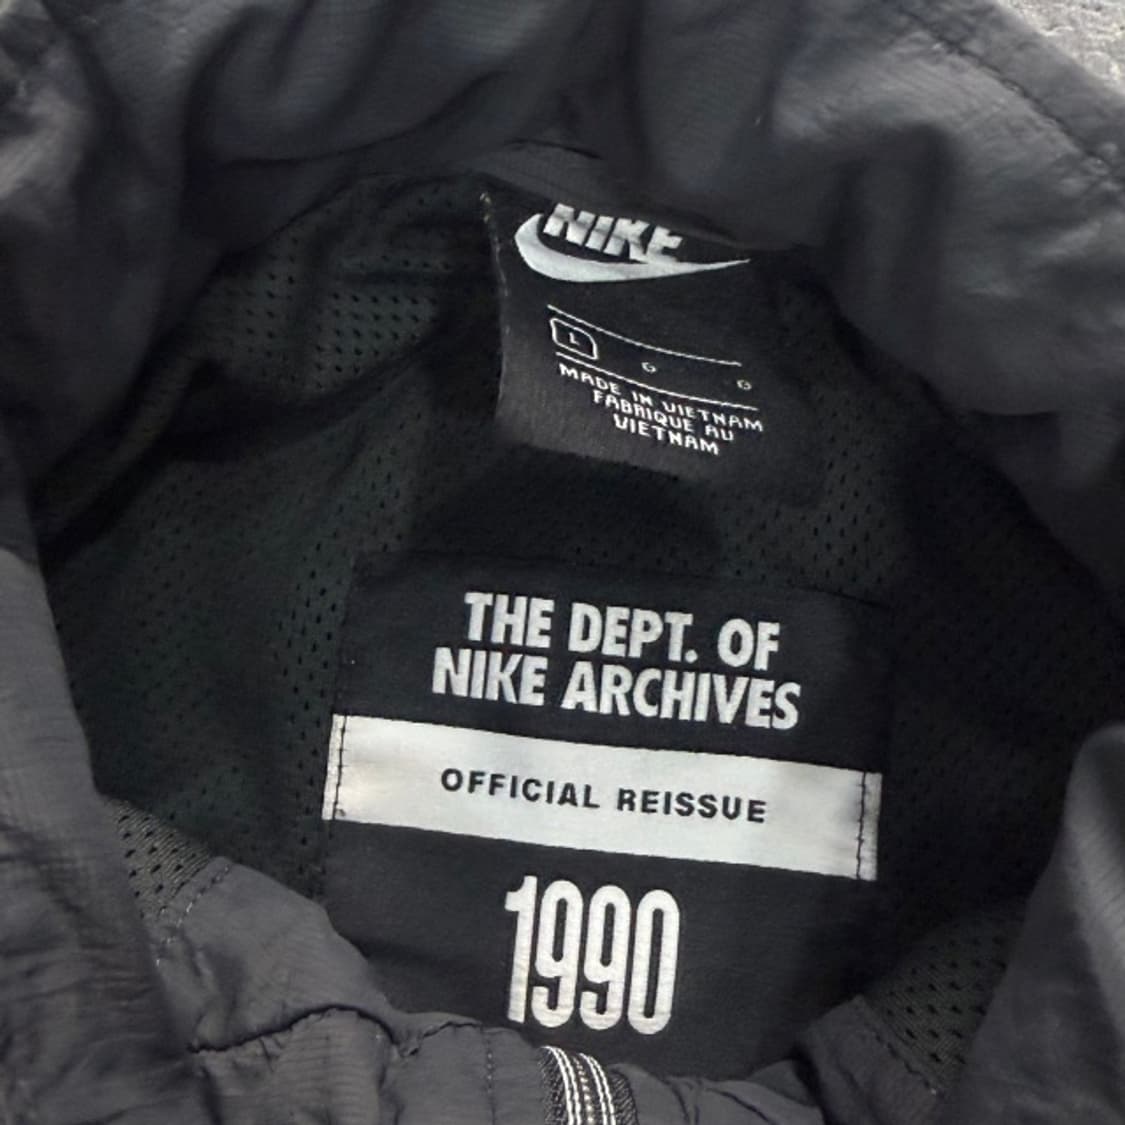 NIKE
L G G
MADE IN VIETNAM
FABRIQUE AU
VIETNAM
THE DEPT. OF
NIKE ARCHIVES
OFFICIAL REISSUE
1990